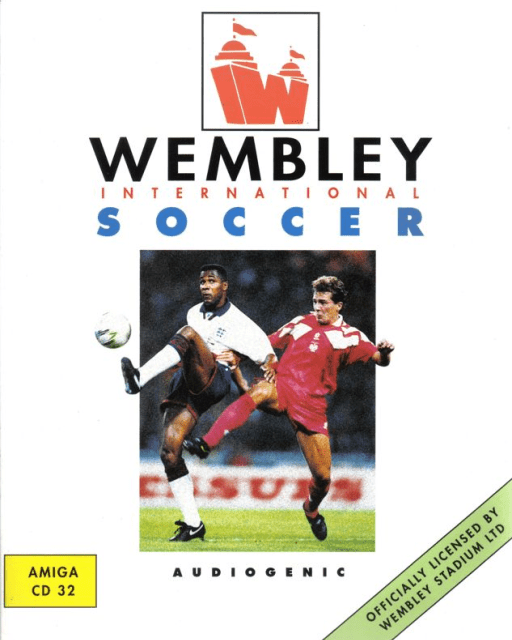 W
WEMBLEY
INTERNATIONAL
SOCCER
AUDIOGENIC
AMIGA
CD 32
OFFICIALLY LICENSED BY
WEMBLEY STADIUM LTD